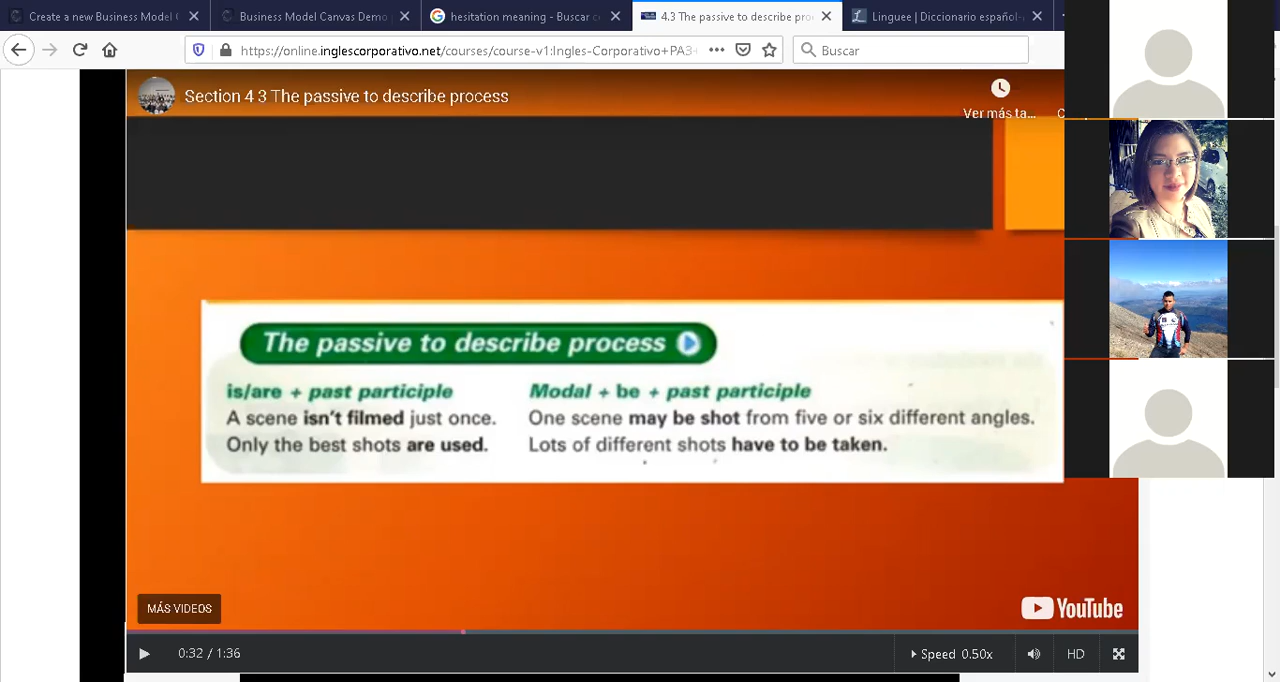 Create a new Business Model C
Business Model Canvas Demo
hesitation meaning - Buscar c
4.3 The passive to describe pro
Linguee | Diccionario español-
https://online.inglescorporativo.net/courses/course-v1:Ingles-Corporativo+PA3+
Buscar
Section 4 3 The passive to describe process
Ver más ta...
The passive to describe process
is/are + past participle
A scene isn't filmed just once.
Only the best shots are used.
Modal + be + past participle
One scene may be shot from five or six different angles.
Lots of different shots have to be taken.
MÁS VIDEOS
YouTube
0:32 / 1:36
Speed 0.50x
HD